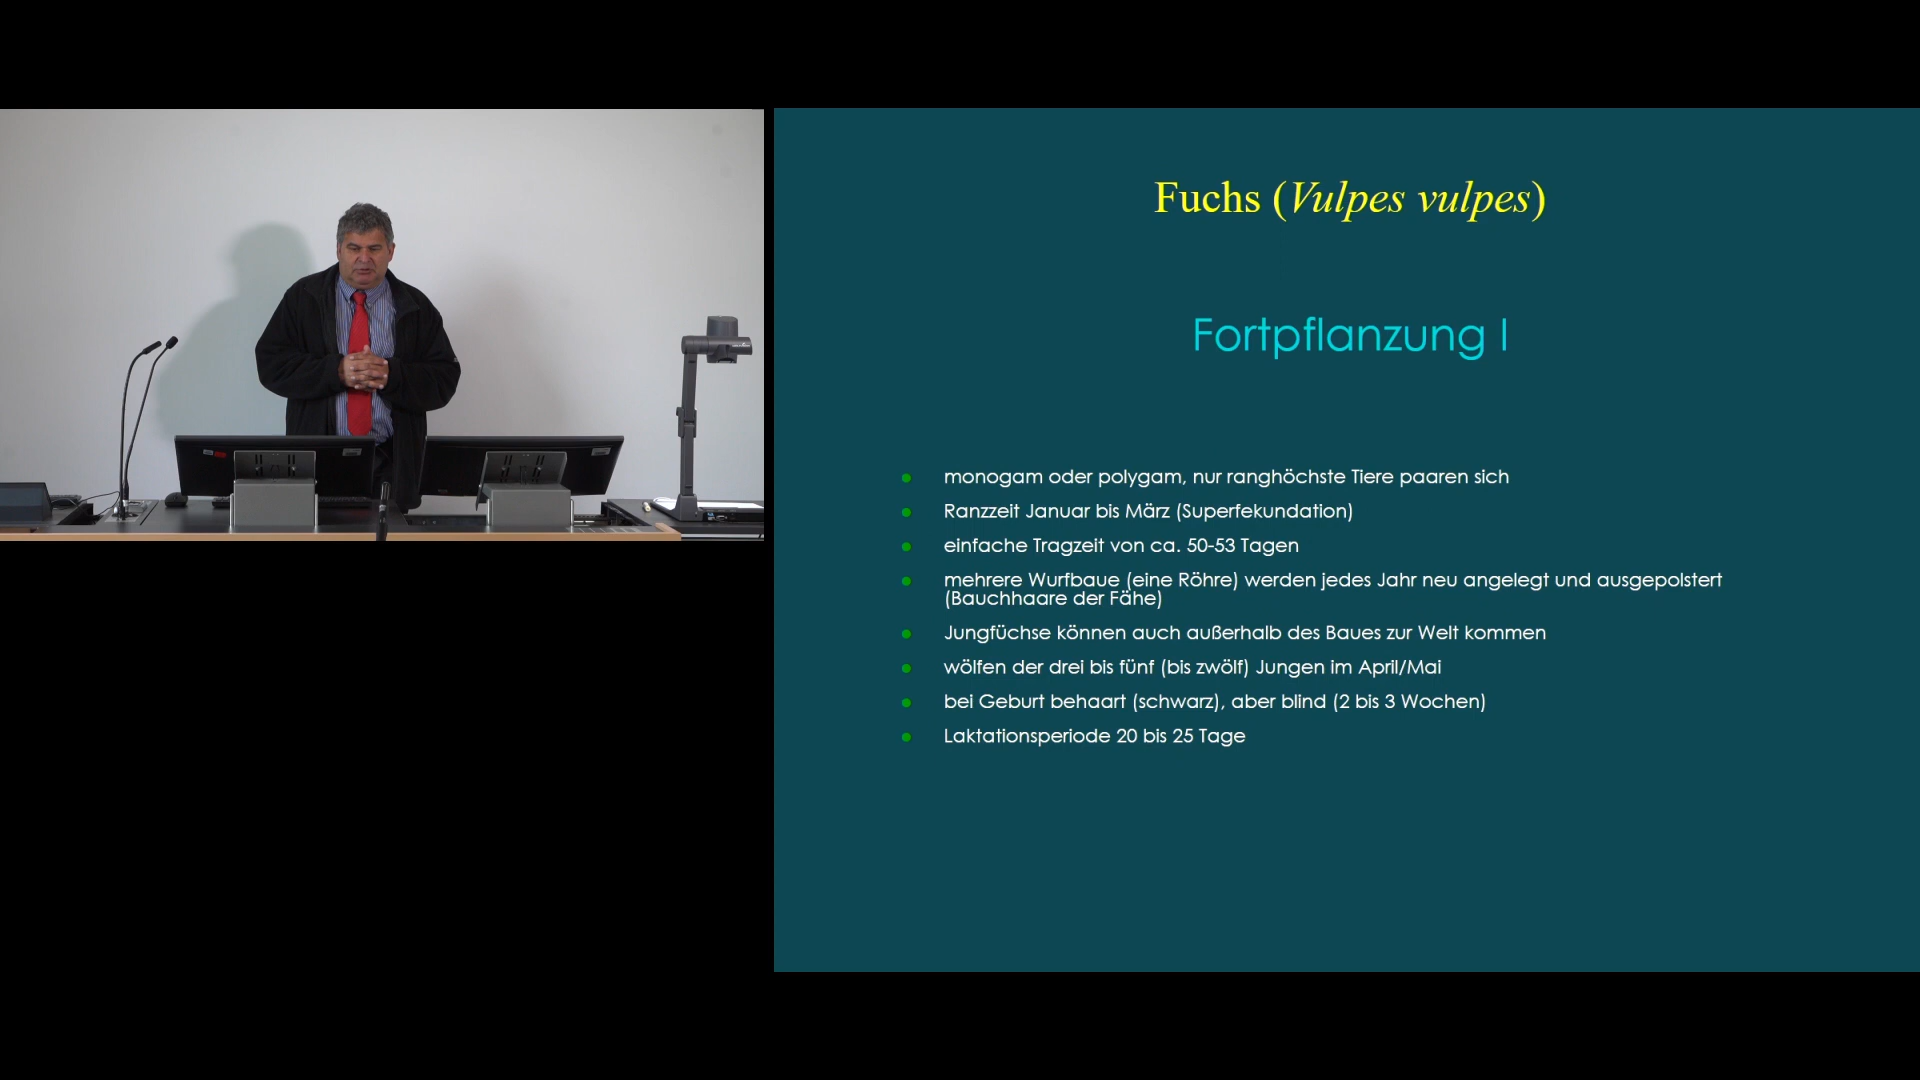 Fuchs (Vulpes vulpes)
Fortpflanzung I
monogam oder polygam, nur ranghöchste Tiere paaren sich
Ranzzeit Januar bis März (Superfekundation)
einfache Tragzeit von ca. 50-53 Tagen
mehrere Wurfbaue (eine Röhre) werden jedes Jahr neu angelegt und ausgepolstert
(Bauchhaare der Fähe)
Jungfüchse können auch außerhalb des Baues zur Welt kommen
wölfen der drei bis fünf (bis zwölf) Jungen im April/Mai
bei Geburt behaart (schwarz), aber blind (2 bis 3 Wochen)
Laktationsperiode 20 bis 25 Tage